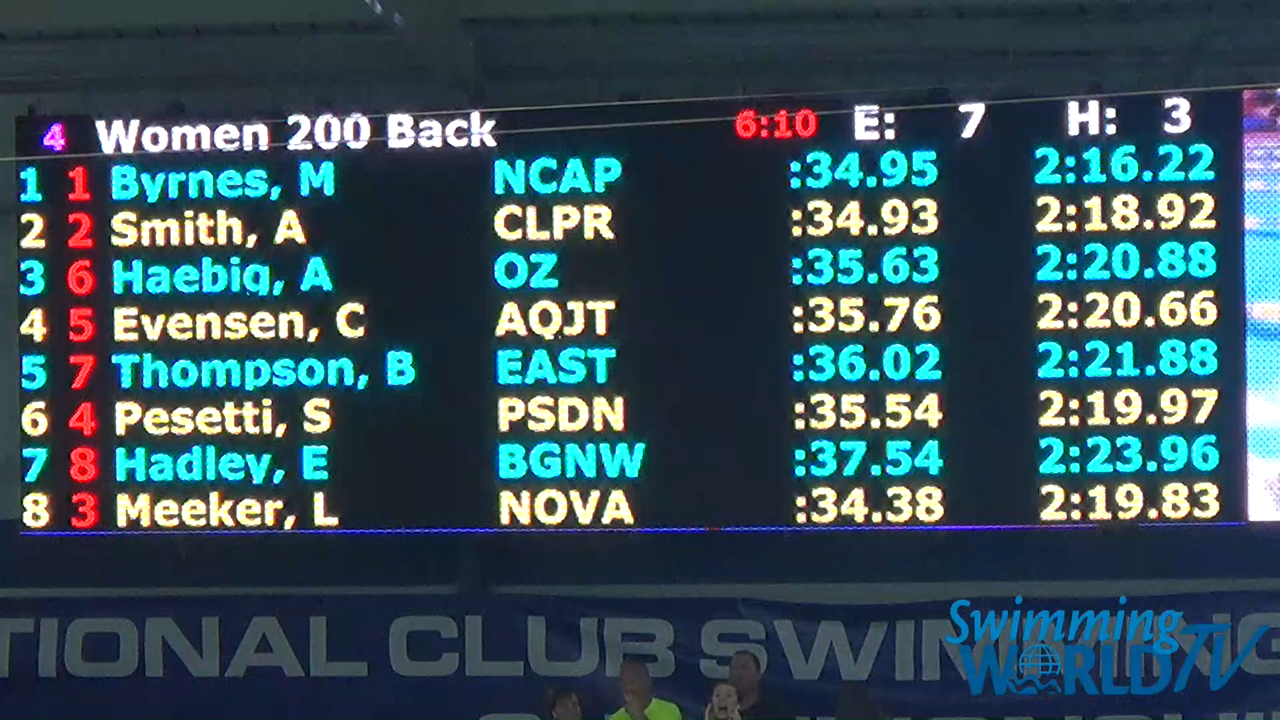 4 Women 200 Back 6:10 E: 7 H: 3
1 1 Byrnes, M NCAP :34.95 2:16.22
2 2 Smith, A CLPR :34.93 2:18.92
3 6 Haebig, A OZ :35.63 2:20.88
4 5 Evensen, C AQJT :35.76 2:20.66
5 7 Thompson, B EAST :36.02 2:21.88
6 4 Pesetti, S PSDN :35.54 2:19.97
7 8 Hadley, E BGNW :37.54 2:23.96
8 3 Meeker, L NOVA :34.38 2:19.83
TIONAL CLUB SWIMMING
Swimming
WORLD TV